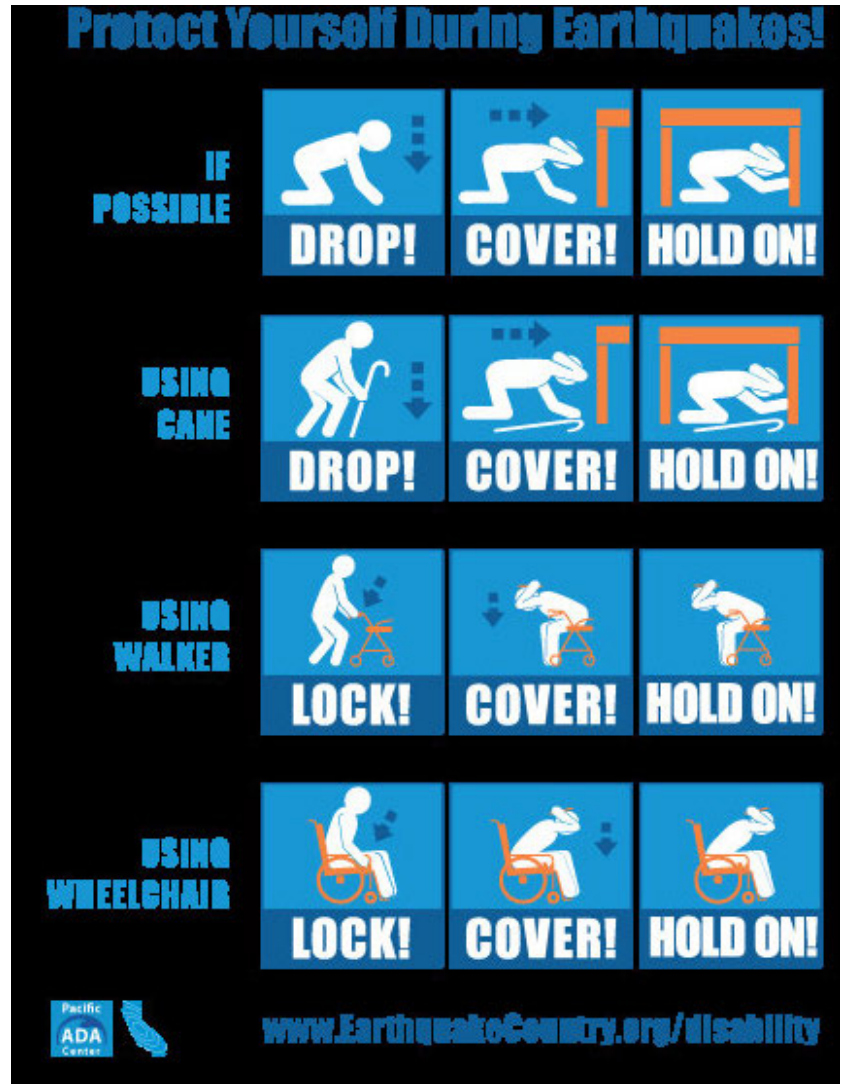 Protect Yourself During Earthquakes!
IF
POSSIBLE
DROP!
COVER!
HOLD ON!
USING
CANE
DROP!
COVER!
HOLD ON!
USING
WALKER
LOCK!
COVER!
HOLD ON!
USING
WHEELCHAIR
LOCK!
COVER!
HOLD ON!
Pacific
ADA
Center
www.EarthquakeCountry.org/disability